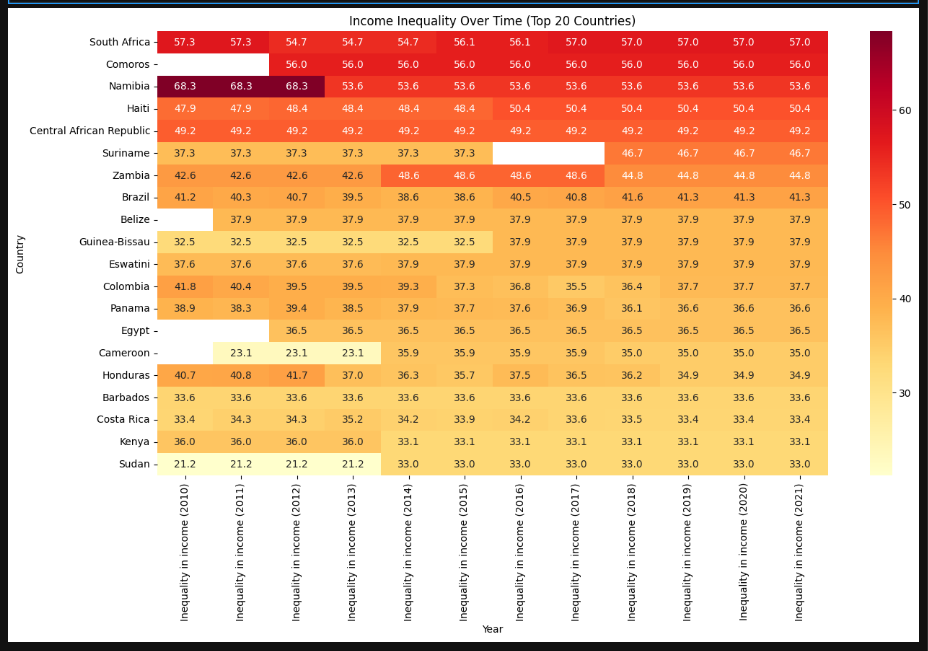 Income Inequality Over Time (Top 20 Countries)
South Africa 57.3 57.3 54.7 54.7 54.7 56.1 56.1 57.0 57.0 57.0 57.0 57.0
Comoros 56.0 56.0 56.0 56.0 56.0 56.0 56.0 56.0 56.0 56.0
Namibia 68.3 68.3 68.3 53.6 53.6 53.6 53.6 53.6 53.6 53.6 53.6 53.6
Haiti 47.9 47.9 48.4 48.4 48.4 48.4 50.4 50.4 50.4 50.4 50.4 50.4
60
Central African Republic 49.2 49.2 49.2 49.2 49.2 49.2 49.2 49.2 49.2 49.2 49.2 49.2
Suriname 37.3 37.3 37.3 37.3 37.3 37.3 46.7 46.7 46.7 46.7
Zambia 42.6 42.6 42.6 42.6 48.6 48.6 48.6 48.6 44.8 44.8 44.8 44.8
Brazil 41.2 40.3 40.7 39.5 38.6 38.6 40.5 40.8 41.6 41.3 41.3 41.3
50
Belize 37.9 37.9 37.9 37.9 37.9 37.9 37.9 37.9 37.9 37.9 37.9
Guinea-Bissau 32.5 32.5 32.5 32.5 32.5 32.5 37.9 37.9 37.9 37.9 37.9 37.9
Country
Eswatini 37.6 37.6 37.6 37.6 37.9 37.9 37.9 37.9 37.9 37.9 37.9 37.9
Colombia 41.8 40.4 39.5 39.5 39.3 37.3 36.8 35.5 36.4 37.7 37.7 37.7
40
Panama 38.9 38.3 39.4 38.5 37.9 37.7 37.6 36.9 36.1 36.6 36.6 36.6
Egypt 36.5 36.5 36.5 36.5 36.5 36.5 36.5 36.5 36.5 36.5
Cameroon 23.1 23.1 23.1 35.9 35.9 35.9 35.9 35.0 35.0 35.0 35.0
Honduras 40.7 40.8 41.7 37.0 36.3 35.7 37.5 36.5 36.2 34.9 34.9 34.9
30
Barbados 33.6 33.6 33.6 33.6 33.6 33.6 33.6 33.6 33.6 33.6 33.6 33.6
Costa Rica 33.4 34.3 34.3 35.2 34.2 33.9 34.2 33.6 33.5 33.4 33.4 33.4
Kenya 36.0 36.0 36.0 36.0 33.1 33.1 33.1 33.1 33.1 33.1 33.1 33.1
Sudan 21.2 21.2 21.2 21.2 33.0 33.0 33.0 33.0 33.0 33.0 33.0 33.0
Inequality in income (2010)
Inequality in income (2011)
Inequality in income (2012)
Inequality in income (2013)
Inequality in income (2014)
Inequality in income (2015)
Inequality in income (2016)
Inequality in income (2017)
Inequality in income (2018)
Inequality in income (2019)
Inequality in income (2020)
Inequality in income (2021)
Year